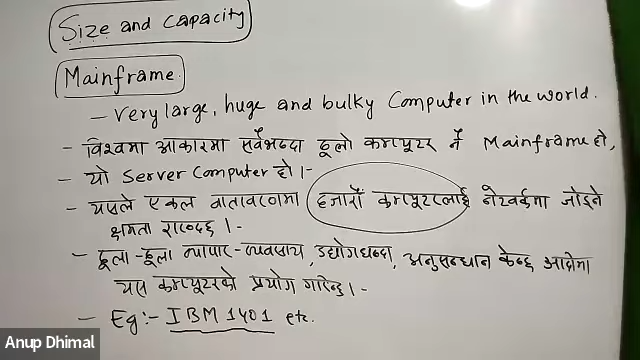 Size and Capacity
Mainframe
- Very large, huge and bulky Computer in the world.
- विश्वमा आकारमा सबैभन्दा ठूलो कम्प्युटर नै Mainframe हो,
- यो Server Computer हो ।-
- यसले एकल वातावरणमा हजारौं कम्प्युटरलाई नेटवर्कमा जोड्ने
क्षमता राख्दछ ।-
- ठूला-ठूला व्यापार-व्यवसाय, उद्योगधन्दा, अनुसन्धान केन्द्र आदिमा
यस कम्प्युटरको प्रयोग गरिन्छ ।-
- Eg:- IBM 1401 etc.
Anup Dhimal